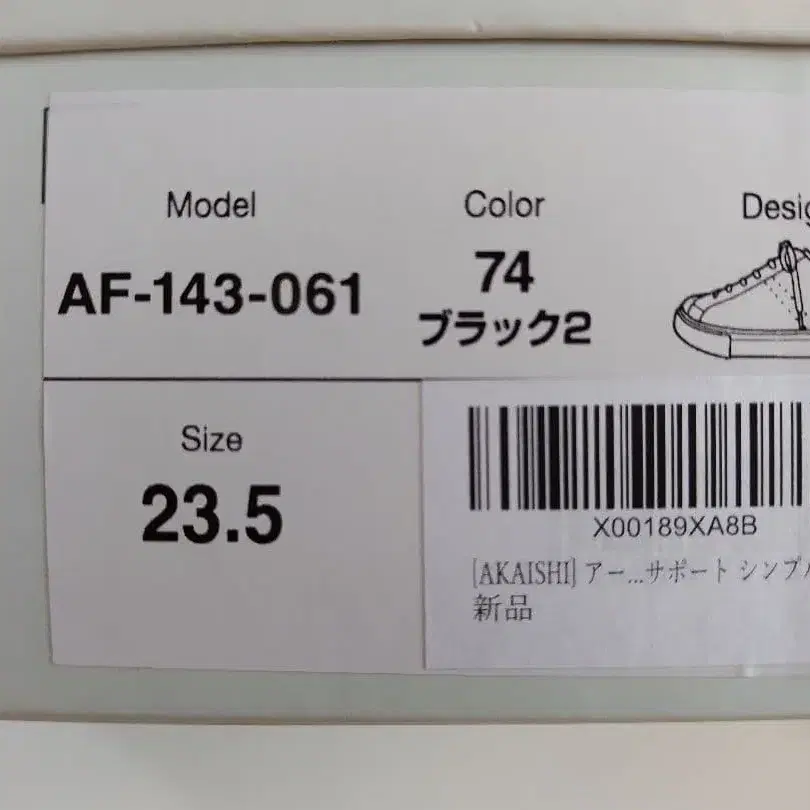 Model
Color
Desig
AF-143-061
74
ブラック2
Size
23.5
X00189XA8B
[AKAISHI] アー...サポート シンプ
新品